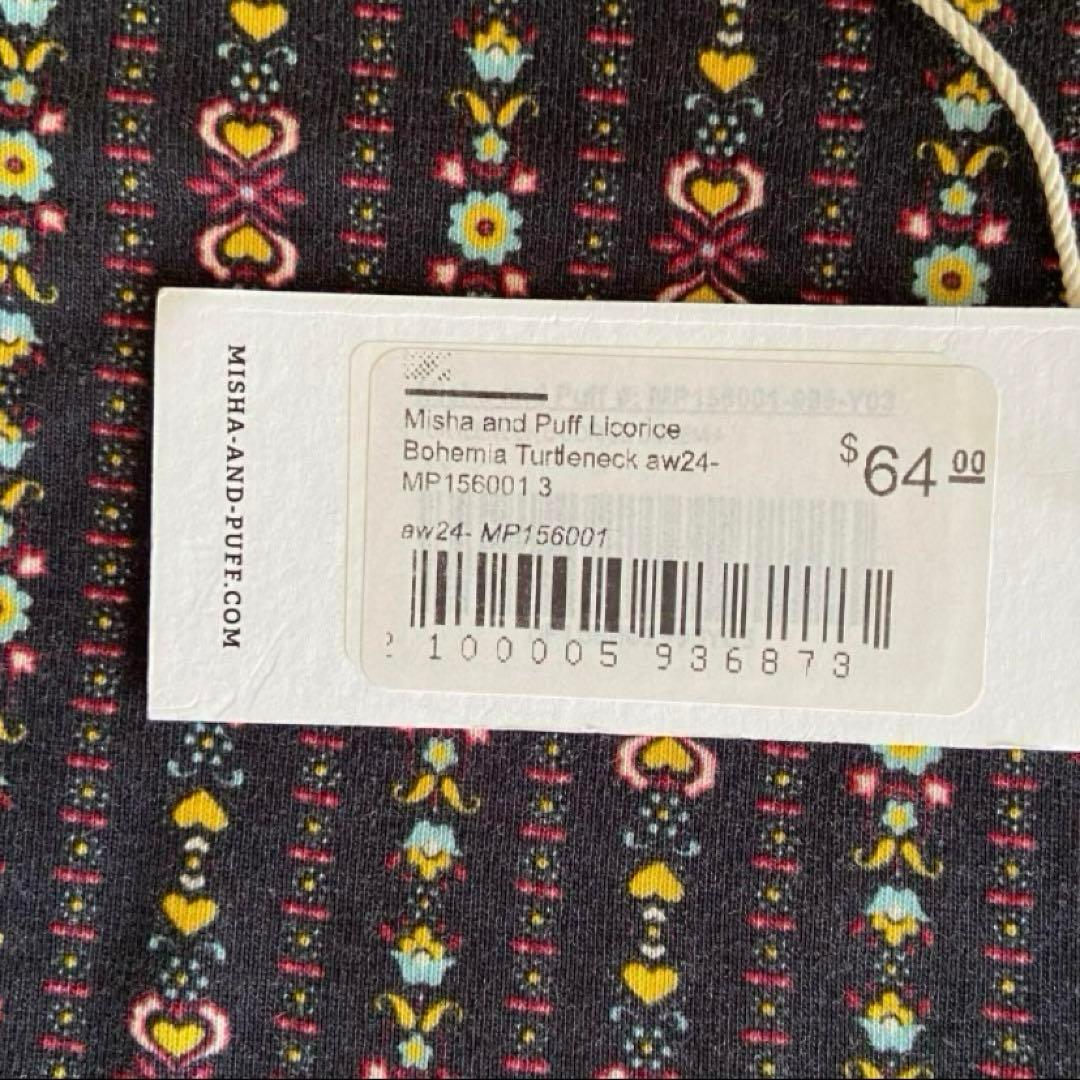 MISHA-AND-PUFF.COM
Misha and Puff Licorice
Bohemia Turtleneck aw24-
MP156001 3
$64.00
aw24- MP156001
2 100005 936873